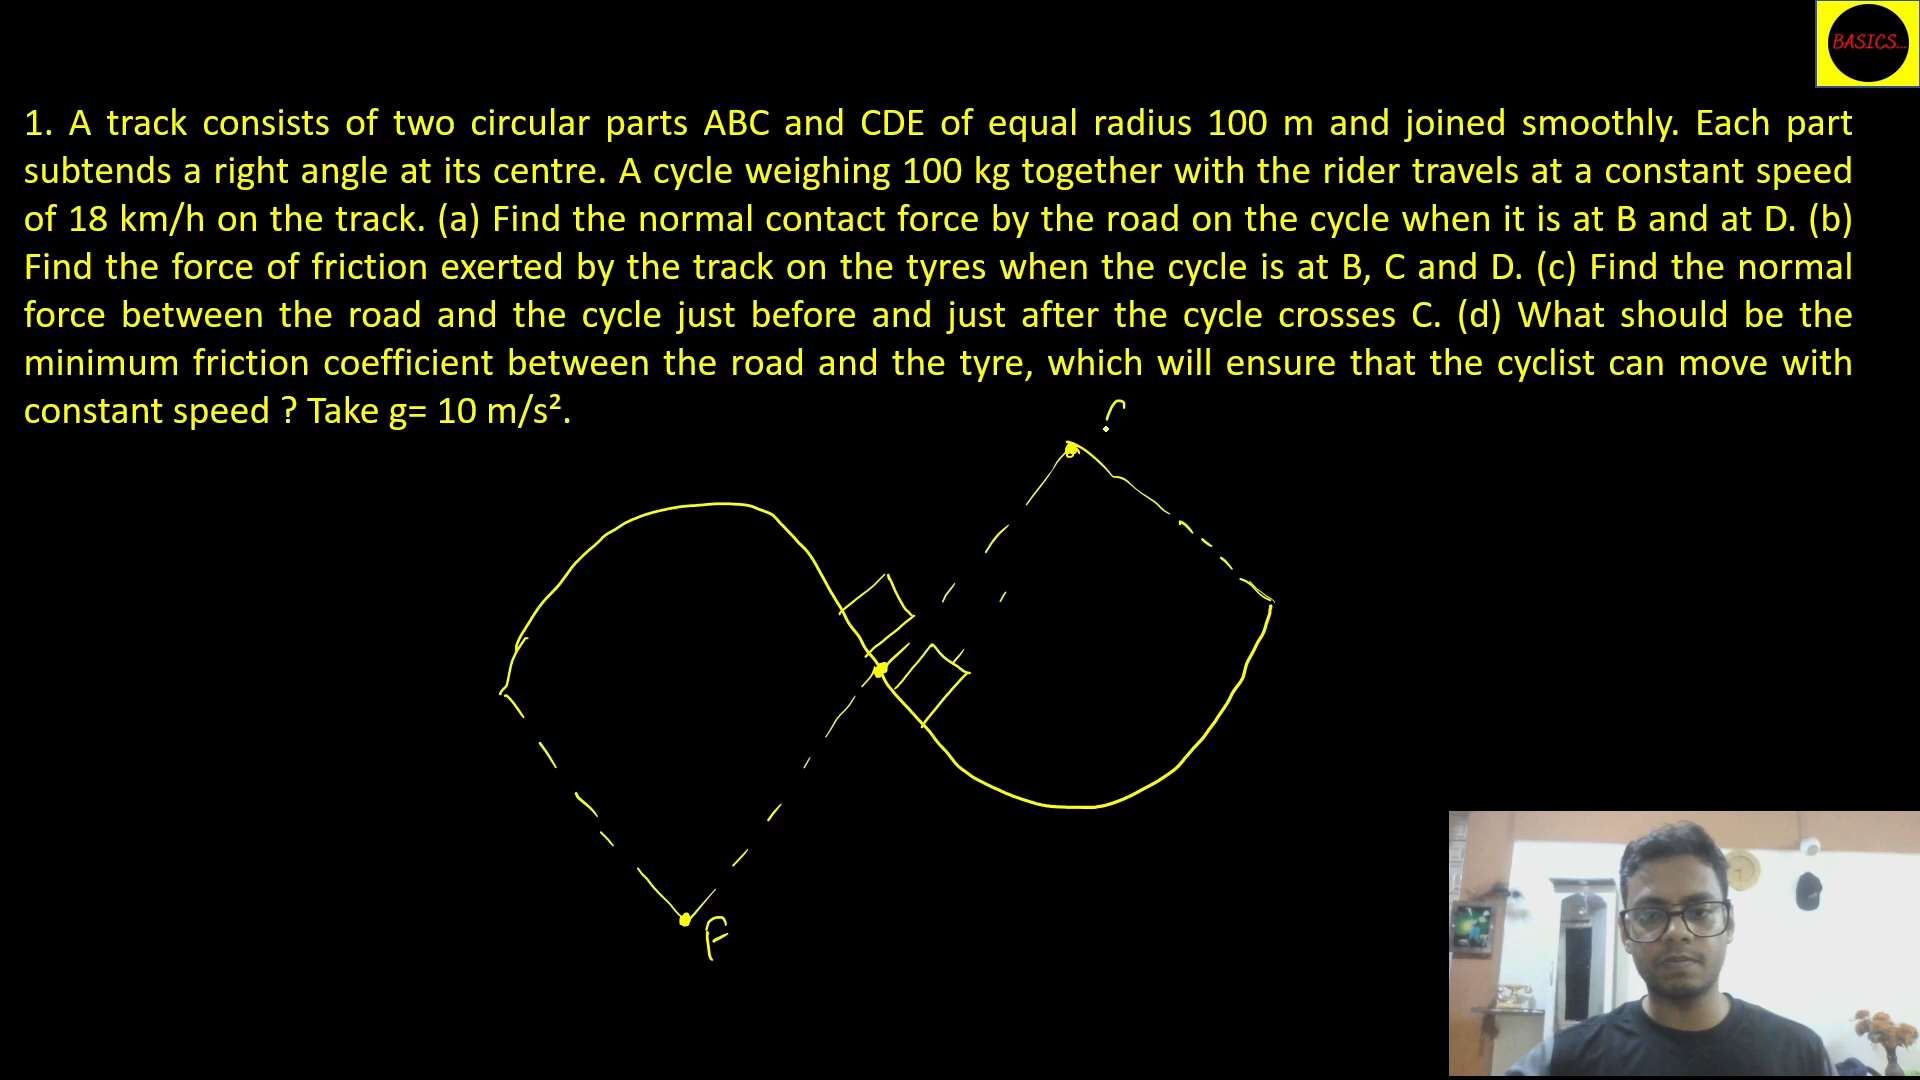 BASICS...
1. A track consists of two circular parts ABC and CDE of equal radius 100 m and joined smoothly. Each part
subtends a right angle at its centre. A cycle weighing 100 kg together with the rider travels at a constant speed
of 18 km/h on the track. (a) Find the normal contact force by the road on the cycle when it is at B and at D. (b)
Find the force of friction exerted by the track on the tyres when the cycle is at B, C and D. (c) Find the normal
force between the road and the cycle just before and just after the cycle crosses C. (d) What should be the
minimum friction coefficient between the road and the tyre, which will ensure that the cyclist can move with
constant speed ? Take g= 10 m/s².
F